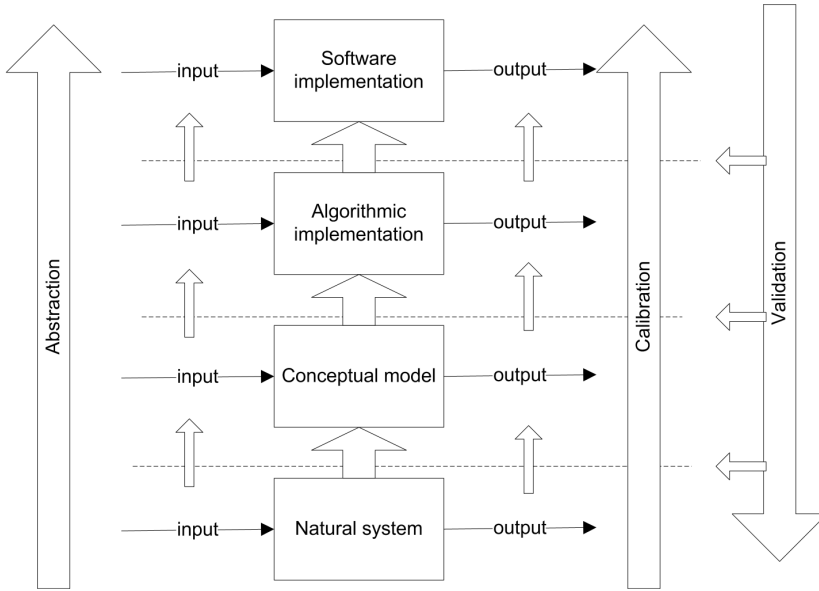 input
Software
implementation
output
input
Algorithmic
implementation
output
input
Conceptual model
output
input
Natural system
output
Abstraction
Calibration
Validation